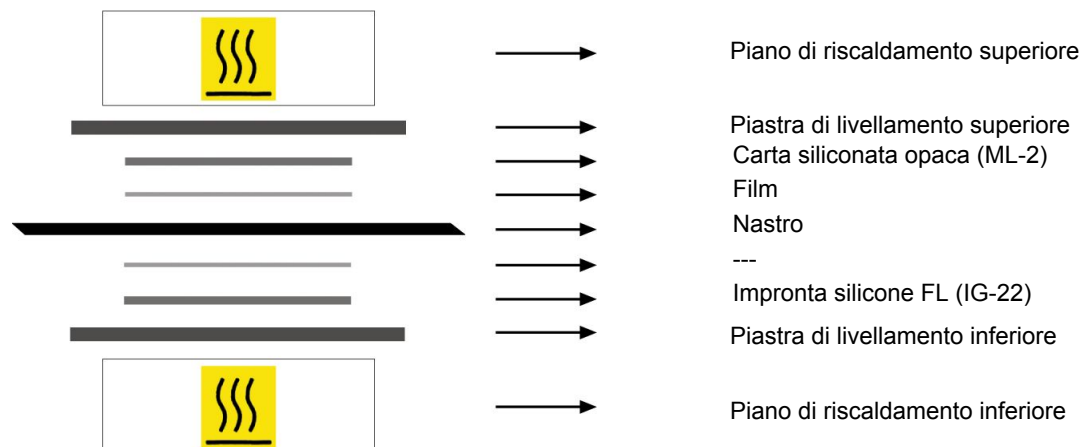 Piano di riscaldamento superiore
Piastra di livellamento superiore
Carta siliconata opaca (ML-2)
Film
Nastro
---
Impronta silicone FL (IG-22)
Piastra di livellamento inferiore
Piano di riscaldamento inferiore